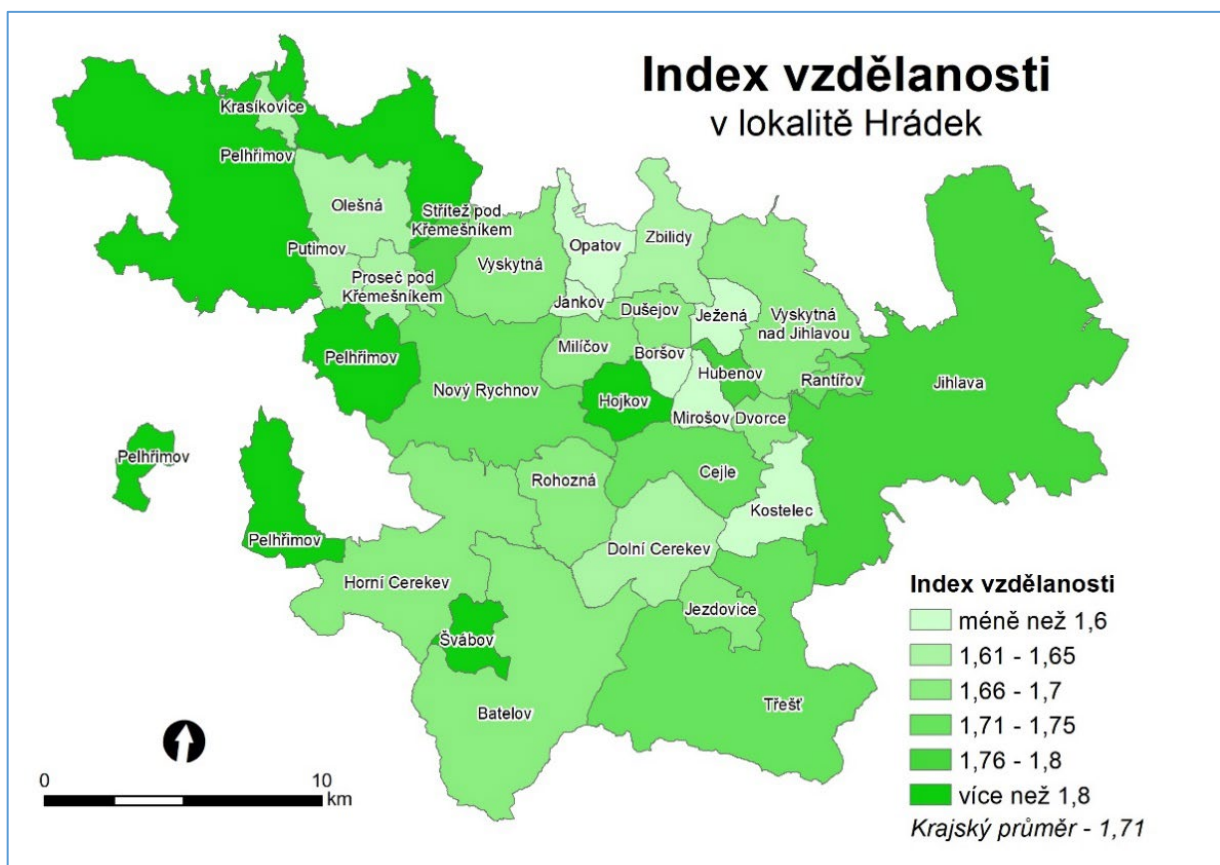 Index vzdělanosti
v lokalitě Hrádek
Krasíkovice
Pelhřimov
Olešná
Střítež pod
Křemešníkem
Putimov
Proseč pod
Křemešníkem
Vyskytná
Opatov
Zbilidy
Jankov
Dušejov
Ježená
Vyskytná
nad Jihlavou
Pelhřimov
Milíčov
Boršov
Hubenov
Rantířov
Jihlava
Nový Rychnov
Hojkov
Mirošov
Dvorce
Pelhřimov
Rohozná
Cejle
Kostelec
Pelhřimov
Dolní Cerekev
Horní Cerekev
Jezdovice
Švábov
Batelov
Třešť
Index vzdělanosti
méně než 1,6
1,61 - 1,65
1,66 - 1,7
1,71 - 1,75
1,76 - 1,8
více než 1,8
Krajský průměr - 1,71
0
10
km